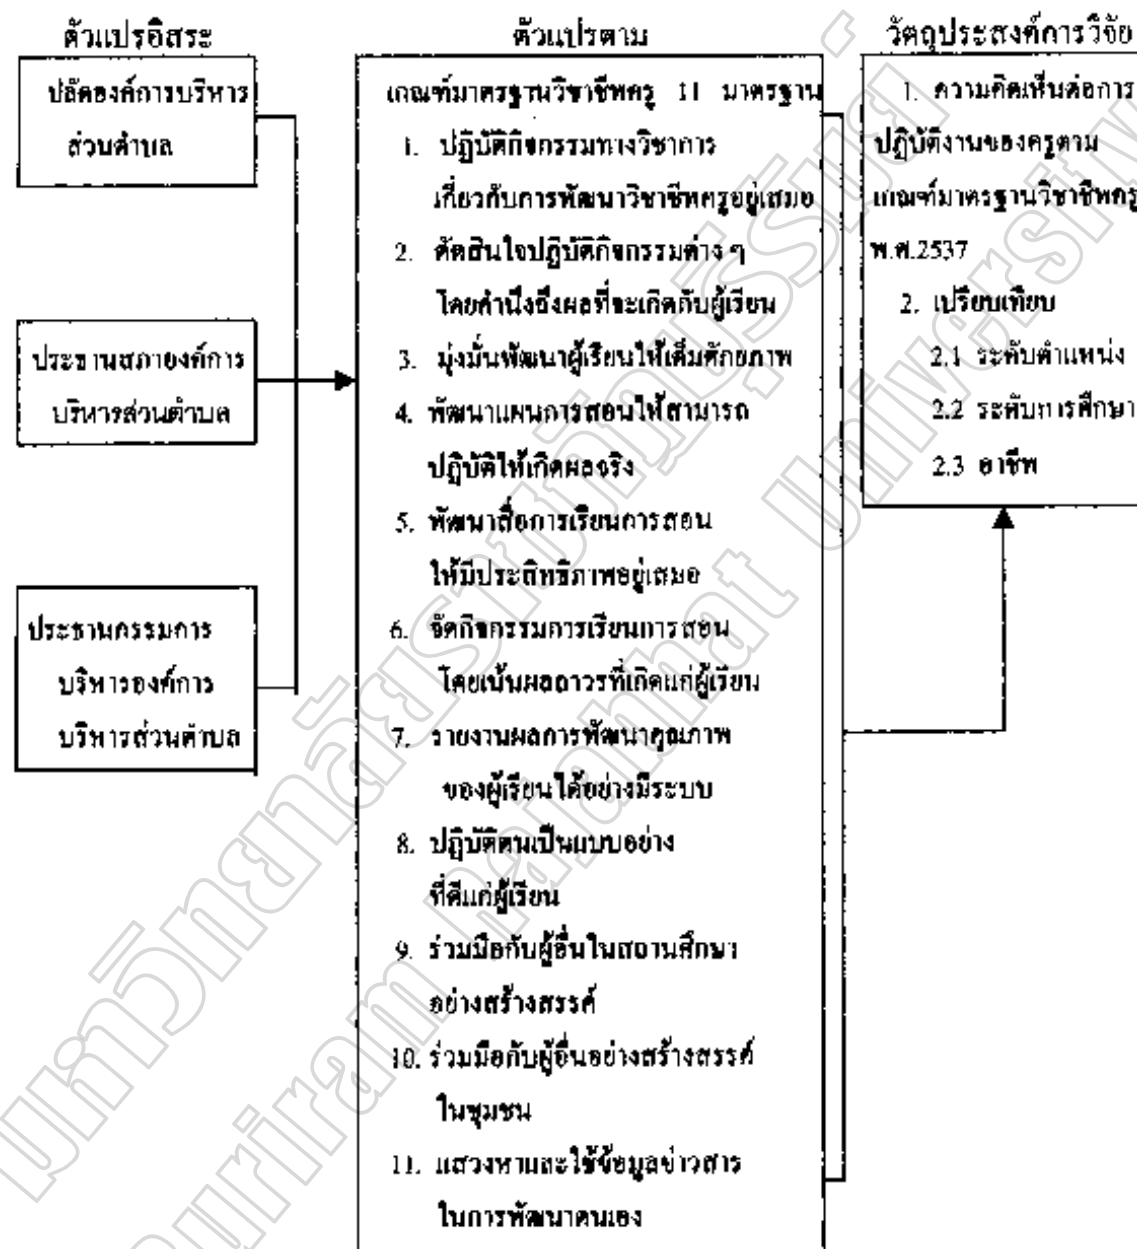 ตัวแปรอิสระ
ปลัดองค์การบริหาร
ส่วนตำบล
ประธานสภาองค์การ
บริหารส่วนตำบล
ประธานกรรมการ
บริหารองค์การ
บริหารส่วนตำบล
ตัวแปรตาม
เกณฑ์มาตรฐานวิชาชีพครู 11 มาตรฐาน
1. ปฏิบัติกิจกรรมทางวิชาการ
เกี่ยวกับการพัฒนาวิชาชีพครูอยู่เสมอ
2. ตัดสินใจปฏิบัติกิจกรรมต่าง ๆ
โดยคำนึงถึงผลที่จะเกิดกับผู้เรียน
3. มุ่งมั่นพัฒนาผู้เรียนให้เต็มศักยภาพ
4. พัฒนาแผนการสอนให้สามารถ
ปฏิบัติให้เกิดผลจริง
5. พัฒนาสื่อการเรียนการสอน
ให้มีประสิทธิภาพอยู่เสมอ
6. จัดกิจกรรมการเรียนการสอน
โดยเน้นผลถาวรที่เกิดแก่ผู้เรียน
7. รายงานผลการพัฒนาคุณภาพ
ของผู้เรียนได้อย่างมีระบบ
8. ปฏิบัติตนเป็นแบบอย่าง
ที่ดีแก่ผู้เรียน
9. ร่วมมือกับผู้อื่นในสถานศึกษา
อย่างสร้างสรรค์
10. ร่วมมือกับผู้อื่นอย่างสร้างสรรค์
ในชุมชน
11. แสวงหาและใช้ข้อมูลข่าวสาร
ในการพัฒนาตนเอง
วัตถุประสงค์การวิจัย
1. ความคิดเห็นต่อการ
ปฏิบัติงานของครูตาม
เกณฑ์มาตรฐานวิชาชีพครู
พ.ศ.2537
2. เปรียบเทียบ
2.1 ระดับตำแหน่ง
2.2 ระดับการศึกษา
2.3 อาชีพ
มหาวิทยาลัยราชภัฏบุรีรัมย์
Buriram Rajabhat University